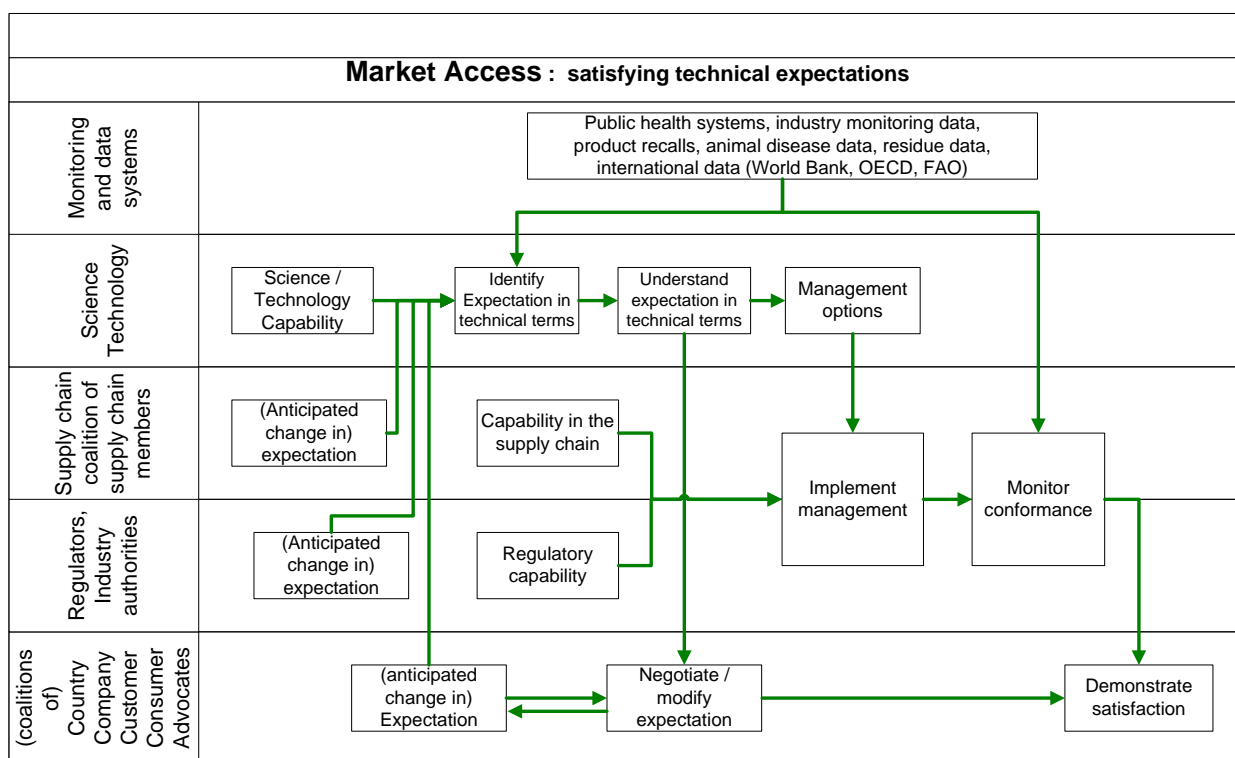 Market Access : satisfying technical expectations
Monitoring
and data
systems
Public health systems, industry monitoring data,
product recalls, animal disease data, residue data,
international data (World Bank, OECD, FAO)
Science
Technology
Science /
Technology
Capability
Identify
Expectation in
technical terms
Understand
expectation in
technical terms
Management
options
Supply chain
coalition of
supply chain
members
(Anticipated
change in)
expectation
Capability in the
supply chain
Implement
management
Monitor
conformance
Regulators,
Industry
authorities
(Anticipated
change in)
expectation
Regulatory
capability
(coalitions
of)
Country
Company
Customer
Consumer
Advocates
(anticipated
change in)
Expectation
Negotiate /
modify
expectation
Demonstrate
satisfaction